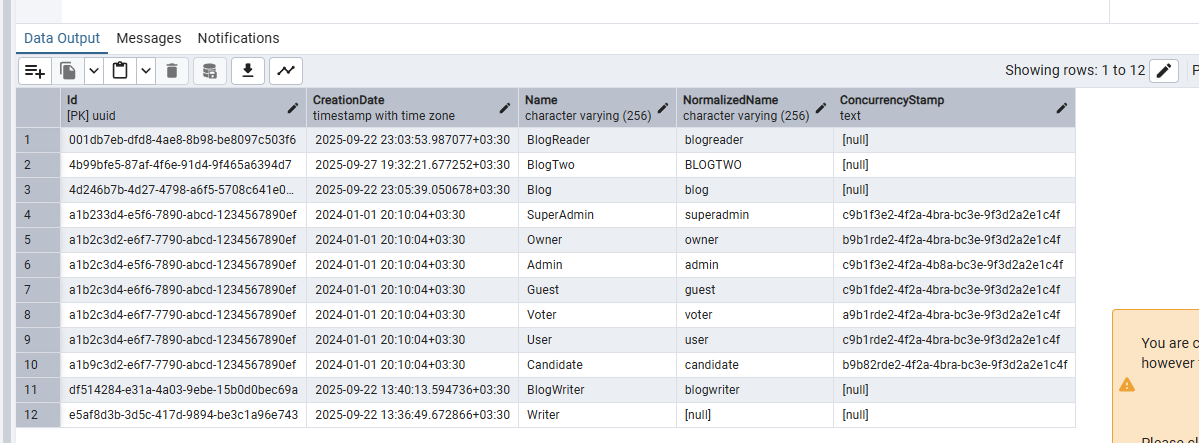 Data Output Messages Notifications
Showing rows: 1 to 12
Id CreationDate Name NormalizedName ConcurrencyStamp
[PK] uuid timestamp with time zone character varying (256) character varying (256) text
1 001db7eb-dfd8-4ae8-8b98-be8097c503f6 2025-09-22 23:03:53.987077+03:30 BlogReader blogreader [null]
2 4b99bfe5-87af-4f6e-91d4-9f465a6394d7 2025-09-27 19:32:21.677252+03:30 BlogTwo BLOGTWO [null]
3 4d246b7b-4d27-4798-a6f5-5708c641e0... 2025-09-22 23:05:39.050678+03:30 Blog blog [null]
4 a1b233d4-e5f6-7890-abcd-1234567890ef 2024-01-01 20:10:04+03:30 SuperAdmin superadmin c9b1f3e2-4f2a-4bra-bc3e-9f3d2a2e1c4f
5 a1b2c3d2-e6f7-7790-abcd-1234567890ef 2024-01-01 20:10:04+03:30 Owner owner b9b1rde2-4f2a-4bra-bc3e-9f3d2a2e1c4f
6 a1b2c3d4-e5f6-7890-abcd-1234567890ef 2024-01-01 20:10:04+03:30 Admin admin c9b1f3e2-4f2a-4b8a-bc3e-9f3d2a2e1c4f
7 a1b2c3d4-e6f6-7890-abcd-1234567890ef 2024-01-01 20:10:04+03:30 Guest guest c9b1fde2-4f2a-4bra-bc3e-9f3d2a2e1c4f
8 a1b2c3d4-e6f7-7790-abcd-1234567890ef 2024-01-01 20:10:04+03:30 Voter voter a9b1rde2-4f2a-4bra-bc3e-9f3d2a2e1c4f
9 a1b2c3d4-e6f7-7890-abcd-1234567890ef 2024-01-01 20:10:04+03:30 User user c9b1rde2-4f2a-4bra-bc3e-9f3d2a2e1c4f
10 a1b9c3d2-e6f7-7790-abcd-1234567890ef 2024-01-01 20:10:04+03:30 Candidate candidate b9b82rde2-4f2a-4bra-bc3e-9f3d2a2e1c4f
11 df514284-e31a-4a03-9ebe-15b0d0bec69a 2025-09-22 13:40:13.594736+03:30 BlogWriter blogwriter [null]
12 e5af8d3b-3d5c-417d-9894-be3c1a96e743 2025-09-22 13:36:49.672866+03:30 Writer [null] [null]
You are
however